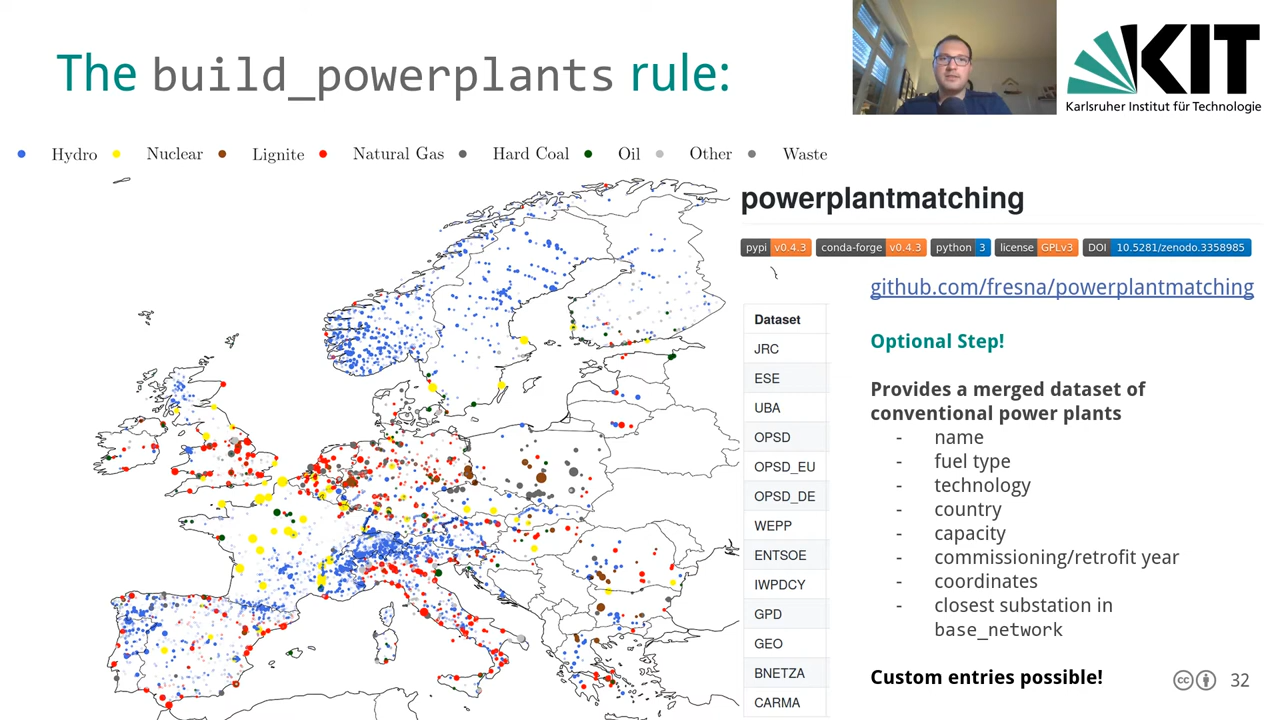 The build_powerplants rule:
KIT
Karlsruher Institut für Technologie
Hydro Nuclear Lignite Natural Gas Hard Coal Oil Other Waste
powerplantmatching
pypi v0.4.3 conda-forge v0.4.3 python 3 license GPLv3 DOI 10.5281/zenodo.3358985
github.com/fresna/powerplantmatching
Dataset
JRC
ESE
UBA
OPSD
OPSD_EU
OPSD_DE
WEPP
ENTSOE
IWPDCY
GPD
GEO
BNETZA
CARMA
Optional Step!
Provides a merged dataset of
conventional power plants
- name
- fuel type
- technology
- country
- capacity
- commissioning/retrofit year
- coordinates
- closest substation in
base_network
Custom entries possible!
cc
32